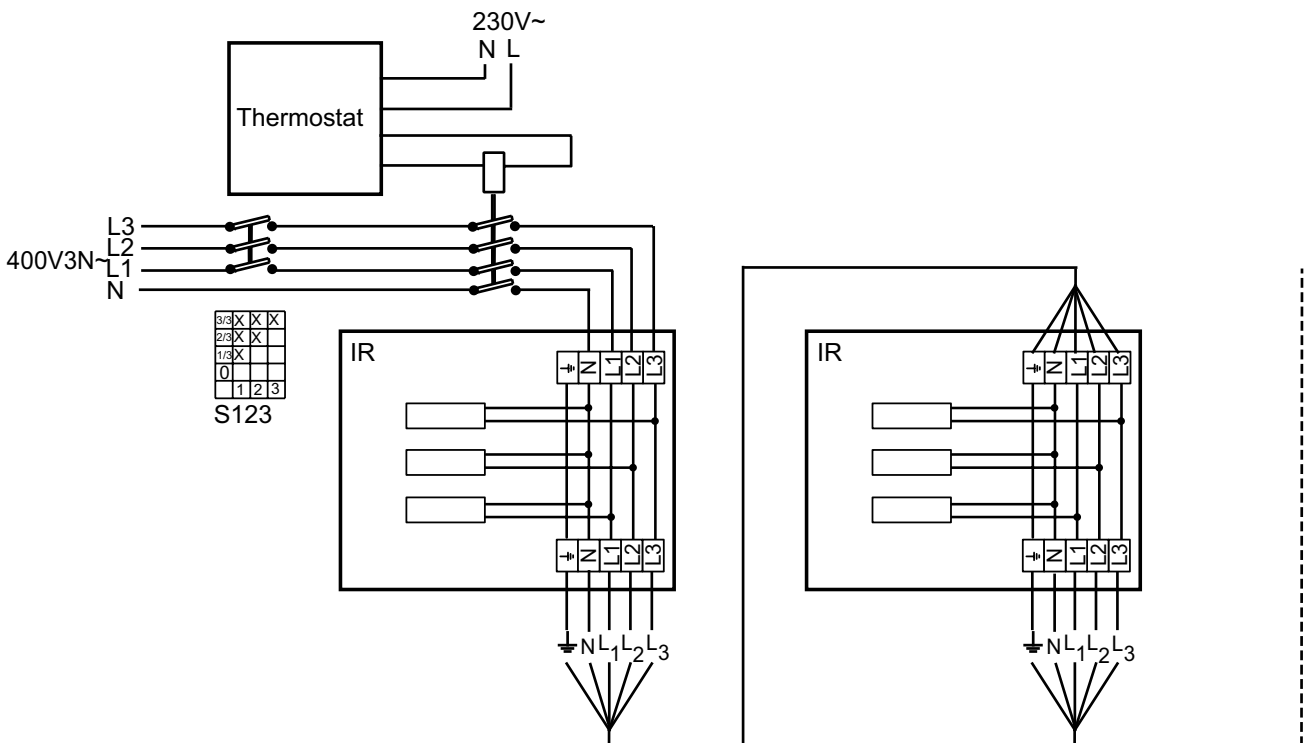 230V~
N L
Thermostat
L3
L2
400V3N~
L1
N
3/3 X X X
2/3 X X
1/3 X
0
1 2 3
S123
IR
N L1 L2 L3
N L1 L2 L3
N L1 L2 L3
IR
N L1 L2 L3
N L1 L2 L3
N L1 L2 L3